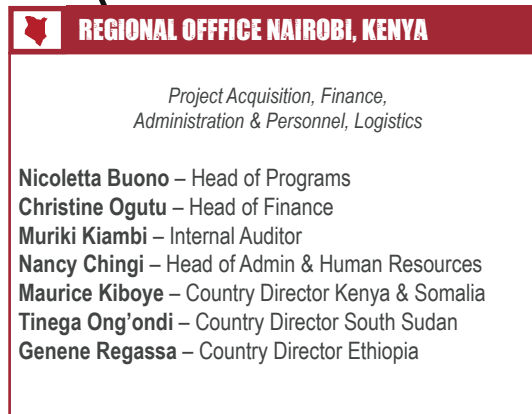 REGIONAL OFFFICE NAIROBI, KENYA
Project Acquisition, Finance,
Administration & Personnel, Logistics
Nicoletta Buono – Head of Programs
Christine Ogutu – Head of Finance
Muriki Kiambi – Internal Auditor
Nancy Chingi – Head of Admin & Human Resources
Maurice Kiboye – Country Director Kenya & Somalia
Tinega Ong’ondi – Country Director South Sudan
Genene Regassa – Country Director Ethiopia